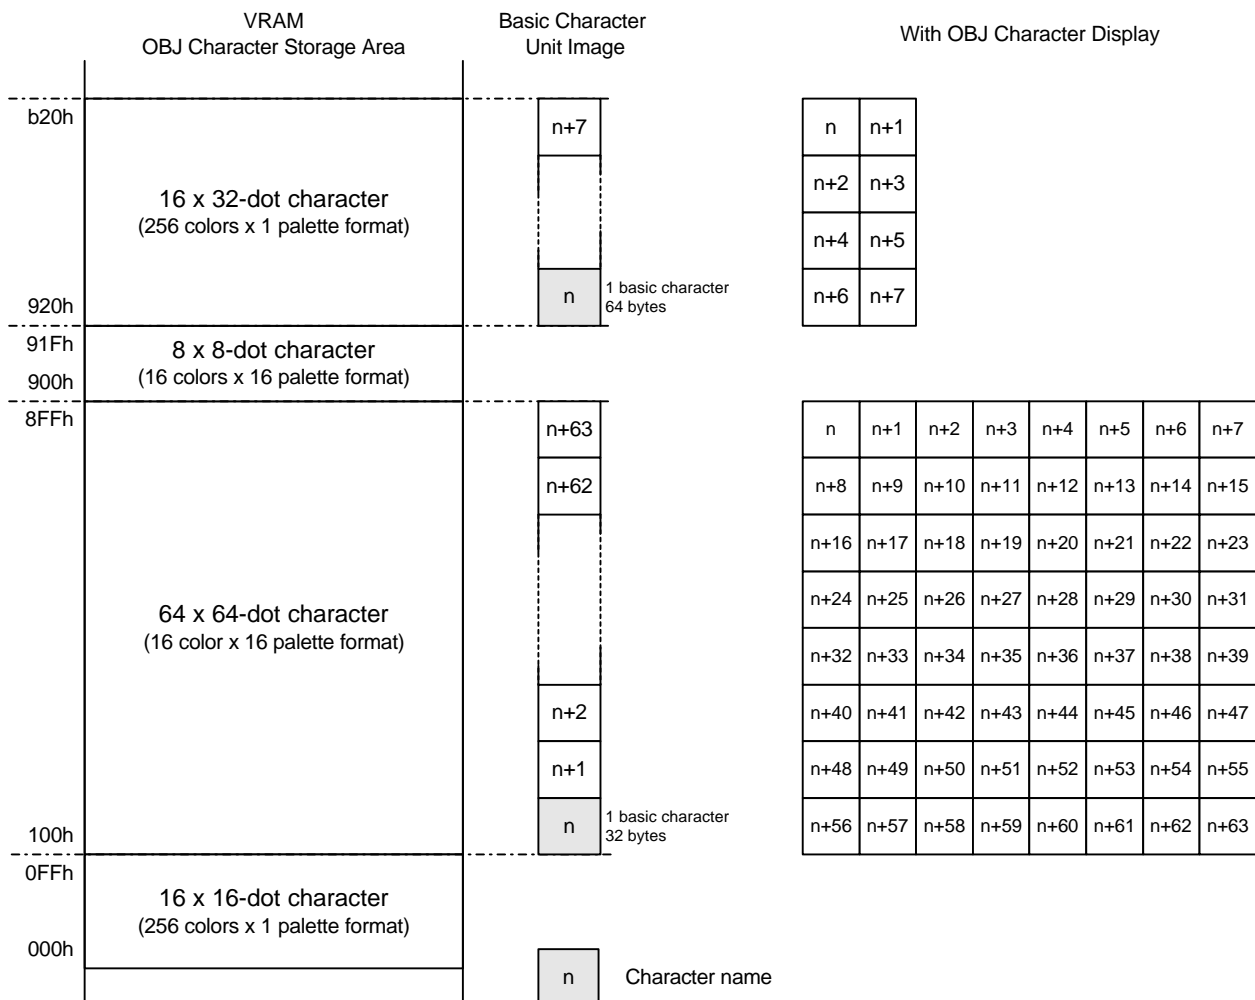 VRAM
OBJ Character Storage Area
Basic Character
Unit Image
With OBJ Character Display
b20h
16 x 32-dot character
(256 colors x 1 palette format)
920h
n+7
n
1 basic character
64 bytes
n n+1
n+2 n+3
n+4 n+5
n+6 n+7
91Fh
8 x 8-dot character
(16 colors x 16 palette format)
900h
8FFh
64 x 64-dot character
(16 color x 16 palette format)
100h
n+63
n+62
n+2
n+1
n
1 basic character
32 bytes
n n+1 n+2 n+3 n+4 n+5 n+6 n+7
n+8 n+9 n+10 n+11 n+12 n+13 n+14 n+15
n+16 n+17 n+18 n+19 n+20 n+21 n+22 n+23
n+24 n+25 n+26 n+27 n+28 n+29 n+30 n+31
n+32 n+33 n+34 n+35 n+36 n+37 n+38 n+39
n+40 n+41 n+42 n+43 n+44 n+45 n+46 n+47
n+48 n+49 n+50 n+51 n+52 n+53 n+54 n+55
n+56 n+57 n+58 n+59 n+60 n+61 n+62 n+63
0FFh
16 x 16-dot character
(256 colors x 1 palette format)
000h
n Character name